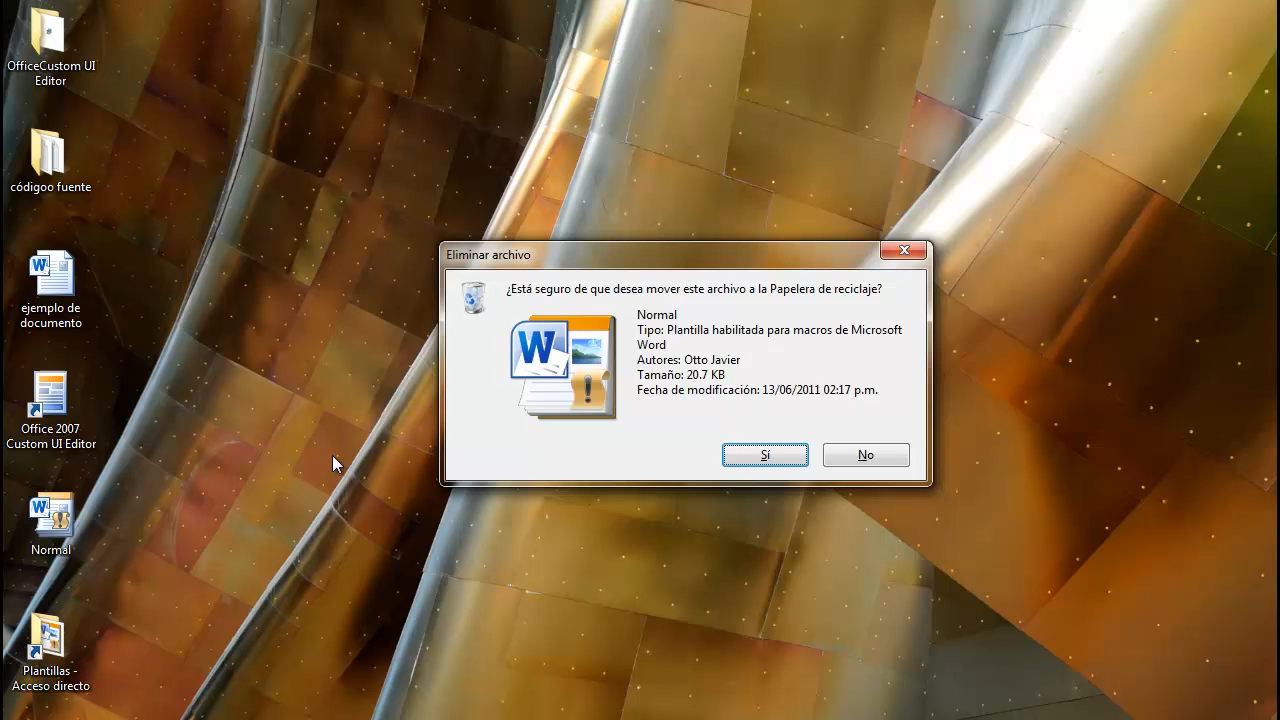 OfficeCustom UI
Editor
códigoo fuente
ejemplo de
documento
Office 2007
Custom UI Editor
Normal
Plantillas -
Acceso directo
Eliminar archivo
¿Está seguro de que desea mover este archivo a la Papelera de reciclaje?
Normal
Tipo: Plantilla habilitada para macros de Microsoft
Word
Autores: Otto Javier
Tamaño: 20.7 KB
Fecha de modificación: 13/06/2011 02:17 p.m.
Sí
No